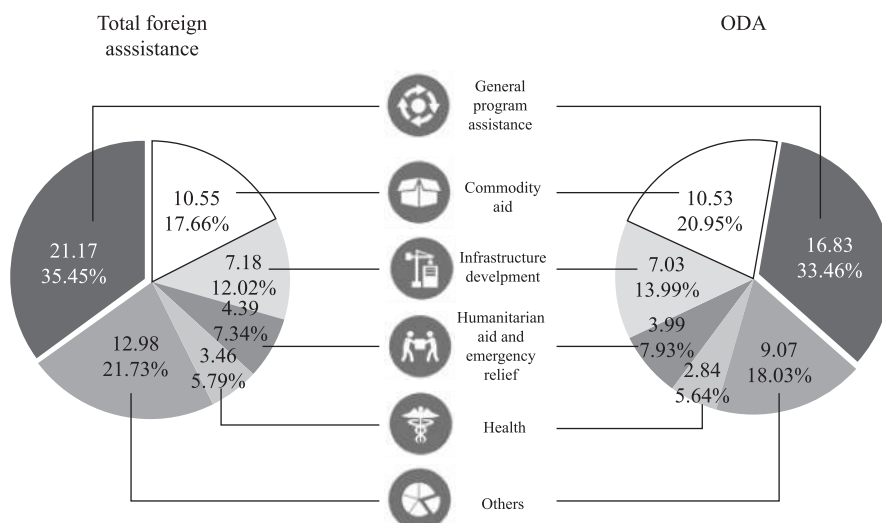 Total foreign
asssistance
ODA
General
program
assistance
Commodity
aid
Infrastructure
develpment
Humanitarian
aid and
emergency
relief
Health
Others
10.55
17.66%
7.18
12.02%
4.39
7.34%
3.46
5.79%
12.98
21.73%
21.17
35.45%
10.53
20.95%
7.03
13.99%
3.99
7.93%
2.84
5.64%
9.07
18.03%
16.83
33.46%